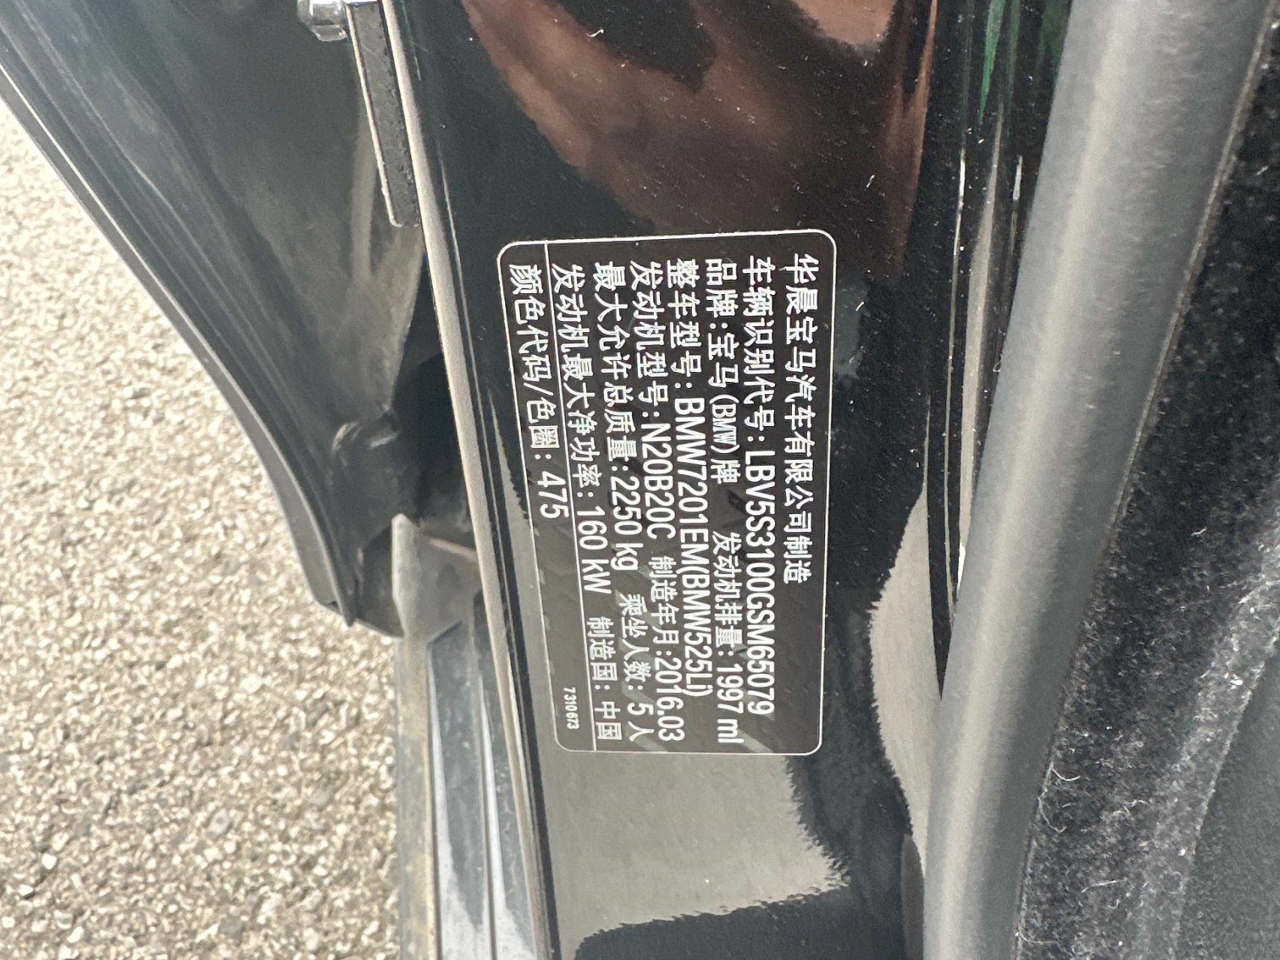 华晨宝马汽车有限公司制造
车辆识别代号:LBV5S3100GSM65079
品牌:宝马(BMW)牌 发动机排量:1997 ml
整车型号:BMW7201EM(BMW525Li)
发动机型号:N20B20C 制造年月:2016.03
最大允许总质量:2250 kg 乘坐人数:5人
发动机最大净功率:160 kW 制造国:中国
颜色代码/色圈:475
7310673